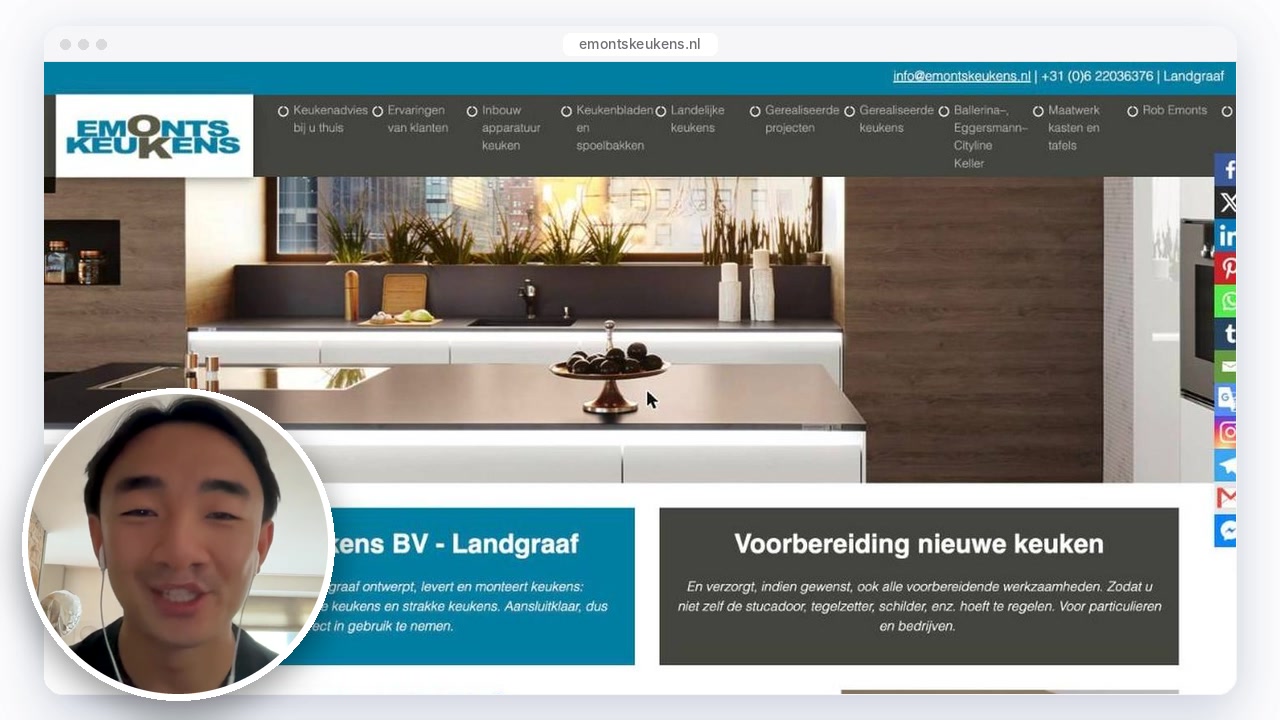 emontskeukens.nl
info@emontskeukens.nl | +31 (0)6 22036376 | Landgraaf
EMONTS
KEUKENS
Keukenadvies
bij u thuis
Ervaringen
van klanten
Inbouw
apparatuur
keuken
Keukenbladen
en
spoelbakken
Landelijke
keukens
Gerealiseerde
projecten
Gerealiseerde
keukens
Ballerina–,
Eggersmann–
Cityline
Keller
Maatwerk
kasten en
tafels
Rob Emonts
kens BV - Landgraaf
graaf ontwerpt, levert en monteert keukens:
keukens en strakke keukens. Aansluitklaar, dus
ect in gebruik te nemen.
Voorbereiding nieuwe keuken
En verzorgt, indien gewenst, ook alle voorbereidende werkzaamheden. Zodat u
niet zelf de stucadoor, tegelzetter, schilder, enz. hoeft te regelen. Voor particulieren
en bedrijven.